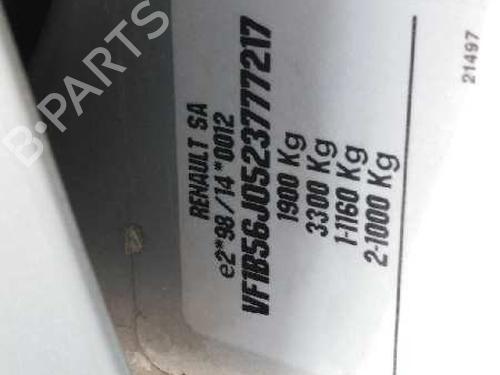 RENAULT SA
e2*98/14*0012
VF1B56J0523777217
1900 Kg
3300 Kg
1-1160 Kg
2-1000 Kg
21497
B-PARTS